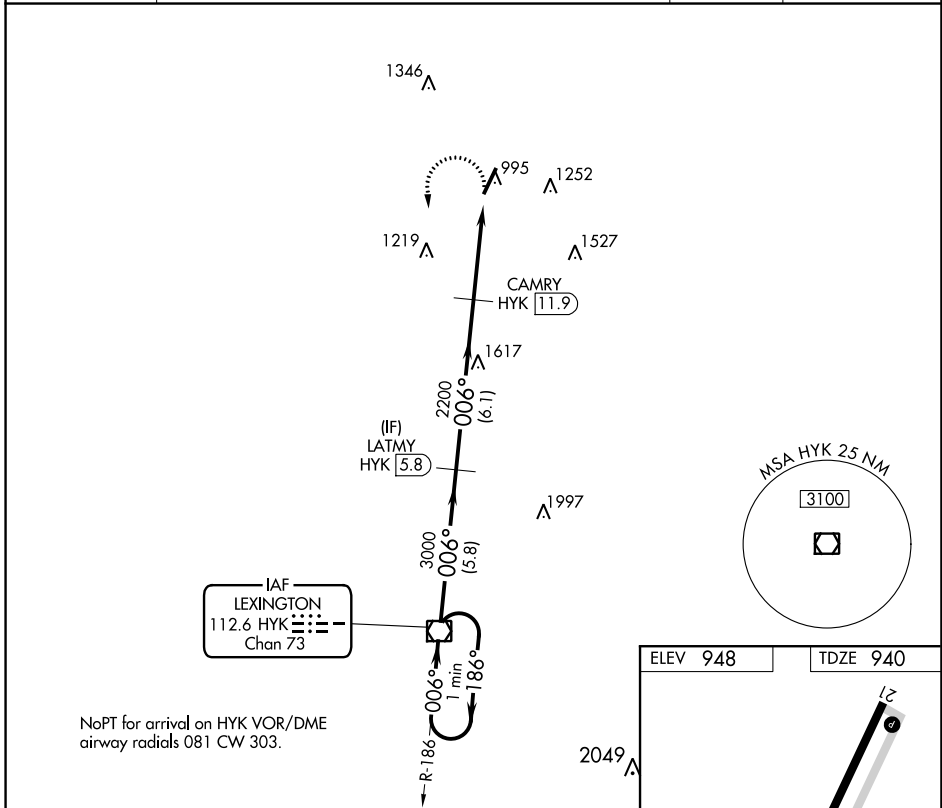 1346
995
1252
1219
1527
CAMRY
HYK 11.9
1617
2200
006°
(6.1)
(IF)
LATMY
HYK 5.8
MSA HYK 25 NM
3100
1997
3000
006°
(5.8)
IAF
LEXINGTON
112.6 HYK
Chan 73
006°
1 min
186°
R-186
NoPT for arrival on HYK VOR/DME
airway radials 081 CW 303.
2049
ELEV 948
TDZE 940
21
P